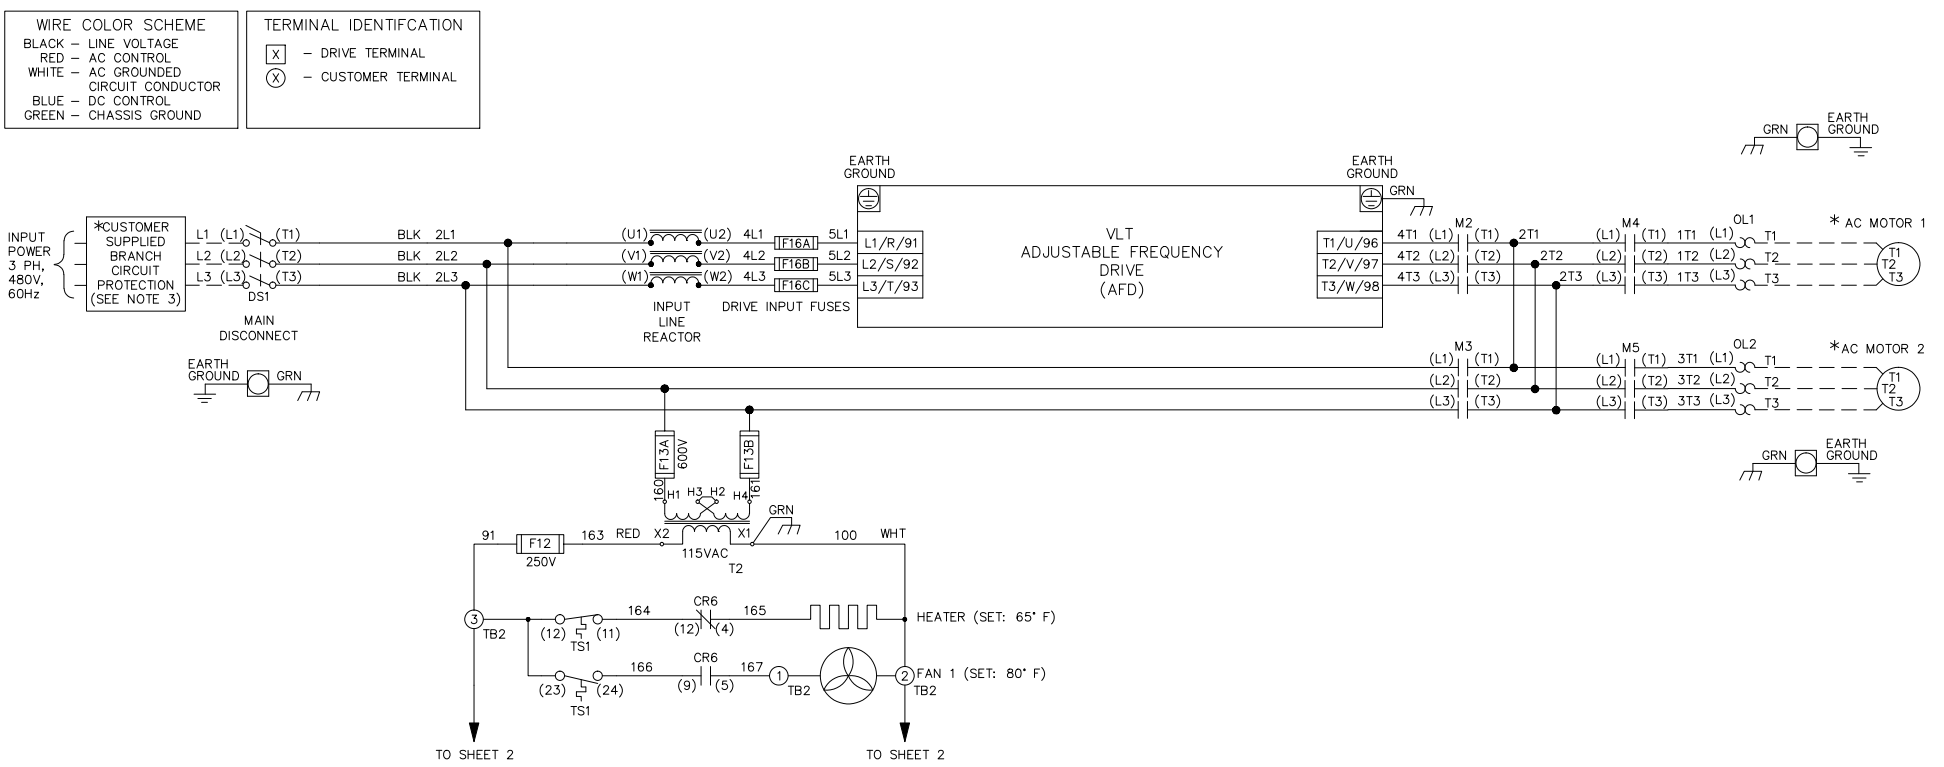 WIRE COLOR SCHEME
BLACK – LINE VOLTAGE
RED – AC CONTROL
WHITE – AC GROUNDED
CIRCUIT CONDUCTOR
BLUE – DC CONTROL
GREEN – CHASSIS GROUND
TERMINAL IDENTIFCATION
X – DRIVE TERMINAL
X – CUSTOMER TERMINAL
EARTH
GRN GROUND
EARTH
GROUND
EARTH
GROUND
GRN
INPUT
POWER
3 PH,
480V,
60Hz
*CUSTOMER
SUPPLIED
BRANCH
CIRCUIT
PROTECTION
(SEE NOTE 3)
L1 (L1) (T1) BLK 2L1 (U1) (U2) 4L1 F16A 5L1 L1/R/91
L2 (L2) (T2) BLK 2L2 (V1) (V2) 4L2 F16B 5L2 L2/S/92
L3 (L3) (T3) BLK 2L3 (W1) (W2) 4L3 F16C 5L3 L3/T/93
DS1
MAIN
DISCONNECT
INPUT
LINE
REACTOR
DRIVE INPUT FUSES
VLT
ADJUSTABLE FREQUENCY
DRIVE
(AFD)
M2 M4 OL1 * AC MOTOR 1
T1/U/96 4T1 (L1) (T1) 2T1 (L1) (T1) 1T1 (L1) T1 T1
T2/V/97 4T2 (L2) (T2) 2T2 (L2) (T2) 1T2 (L2) T2 T2
T3/W/98 4T3 (L3) (T3) 2T3 (L3) (T3) 1T3 (L3) T3 T3
EARTH
GROUND GRN
M3 M5 OL2 *AC MOTOR 2
(L1) (T1) (L1) (T1) 3T1 (L1) T1 T1
(L2) (T2) (L2) (T2) 3T2 (L2) T2 T2
(L3) (T3) (L3) (T3) 3T3 (L3) T3 T3
EARTH
GRN GROUND
F13A 600V F13B
160 H1 H3 H2 H4 161
GRN
91 F12 163 RED X2 X1 100 WHT
250V 115VAC
T2
CR6
3 164 165 HEATER (SET: 65° F)
TB2 (12) (11) (12) (4)
TS1
CR6
166 167 1 2 FAN 1 (SET: 80° F)
(23) (24) (9) (5) TB2 TB2
TS1
TO SHEET 2 TO SHEET 2